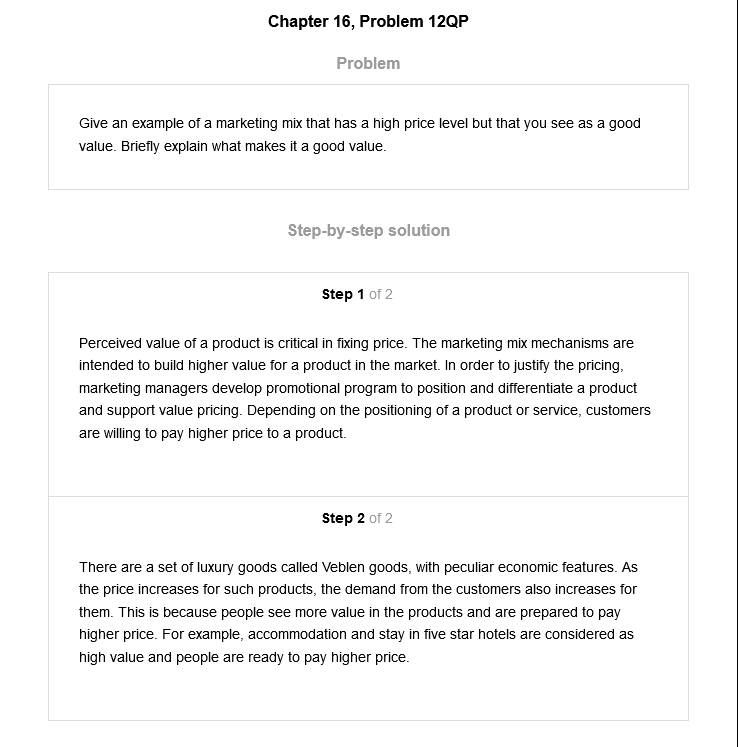 Chapter 16, Problem 12QP
Problem
Give an example of a marketing mix that has a high price level but that you see as a good
value. Briefly explain what makes it a good value.
Step-by-step solution
Step 1 of 2
Perceived value of a product is critical in fixing price. The marketing mix mechanisms are
intended to build higher value for a product in the market. In order to justify the pricing,
marketing managers develop promotional program to position and differentiate a product
and support value pricing. Depending on the positioning of a product or service, customers
are willing to pay higher price to a product.
Step 2 of 2
There are a set of luxury goods called Veblen goods, with peculiar economic features. As
the price increases for such products, the demand from the customers also increases for
them. This is because people see more value in the products and are prepared to pay
higher price. For example, accommodation and stay in five star hotels are considered as
high value and people are ready to pay higher price.